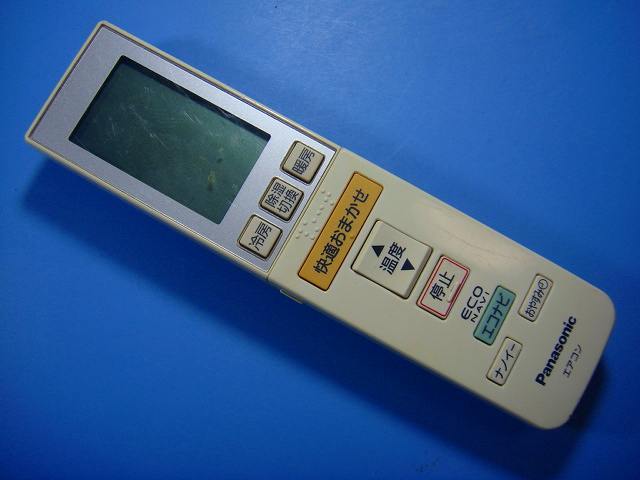 暖房
除湿
切換
冷房
快適おまかせ
▲
温度
▼
停止
ECO
NAVI
エコナビ
おやすみ
ナノイー
Panasonic
エアコン